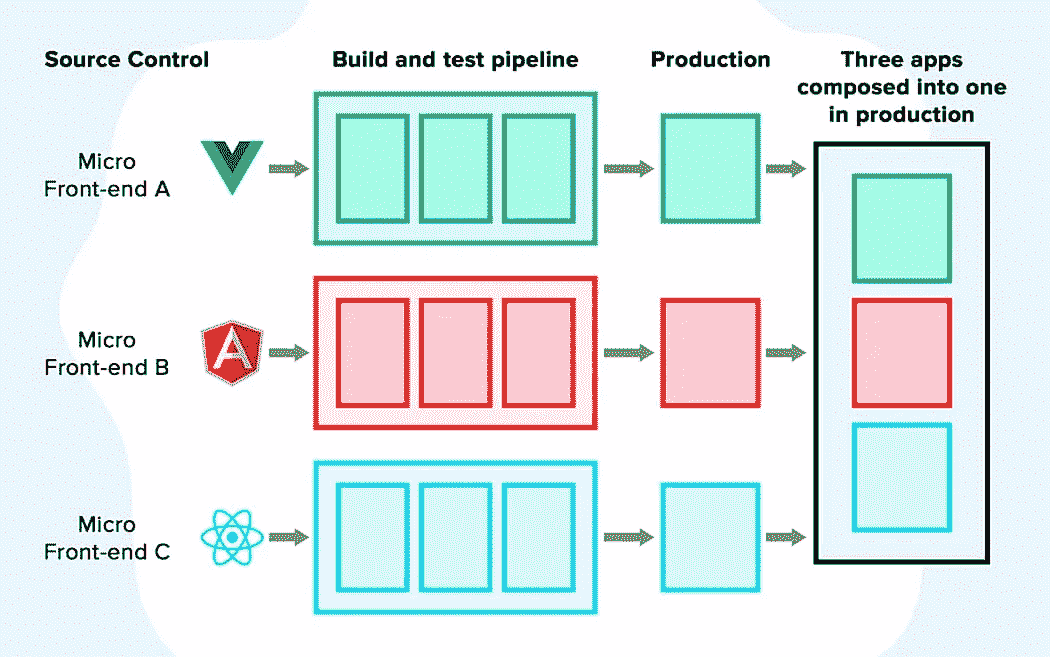 Source Control
Build and test pipeline
Production
Three apps
composed into one
in production
Micro
Front-end A
Micro
Front-end B
Micro
Front-end C